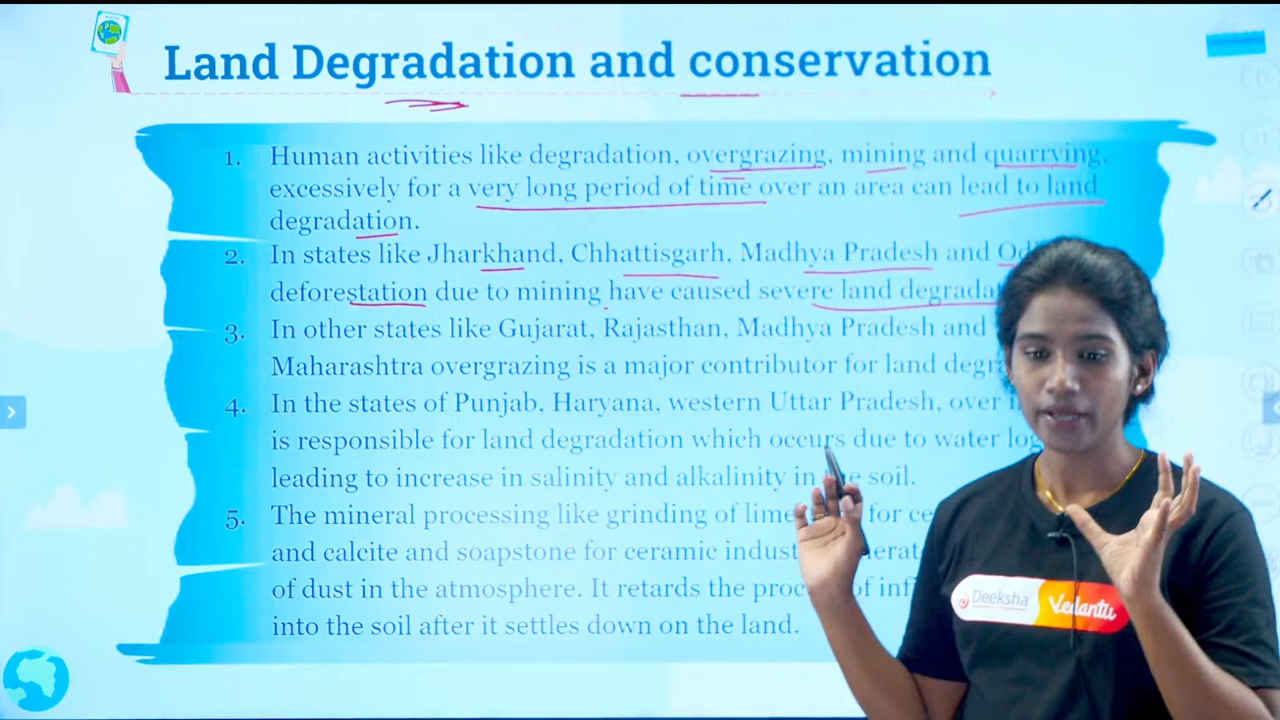 Land Degradation and conservation
1. Human activities like degradation, overgrazing, mining and quarrying,
excessively for a very long period of time over an area can lead to land
degradation.
2. In states like Jharkhand, Chhattisgarh, Madhya Pradesh and
deforestation due to mining have caused severe land
3. In other states like Gujarat, Rajasthan, Madhya Pradesh and
Maharashtra overgrazing is a major contributor for land
4. In the states of Punjab, Haryana, western Uttar Pradesh, over
is responsible for land degradation which occurs due to water
leading to increase in salinity and alkalinity in the soil.
5. The mineral processing like grinding of for
and calcite and soapstone for ceramic
of dust in the atmosphere. It retards the of
into the soil after it settles down on the land.
Deeksha
Vedantu